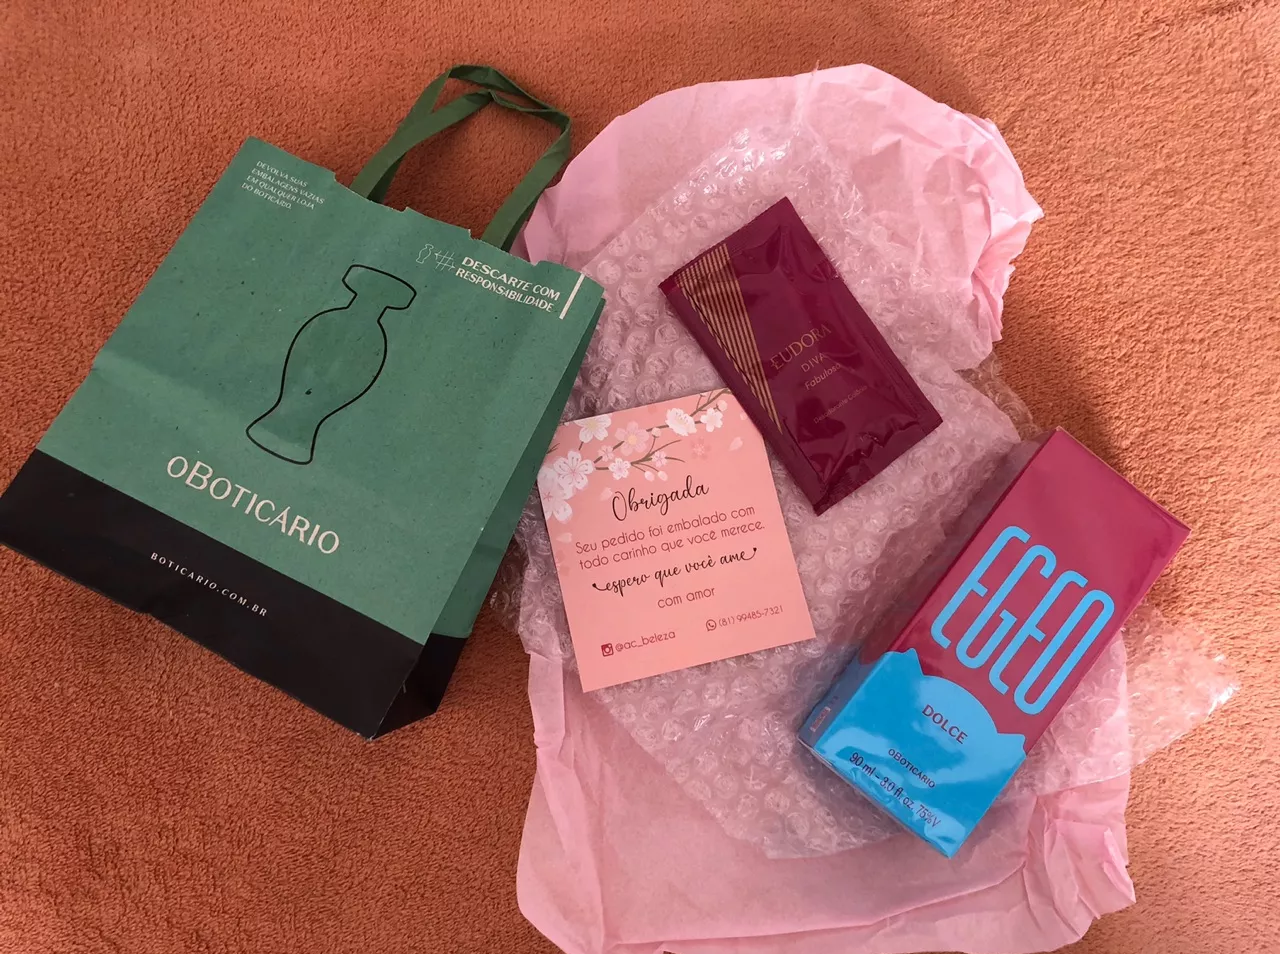 DEVOLVA SUAS
EMBALAGENS VAZIAS
EM QUALQUER LOJA
DO BOTICÁRIO.
# DESCARTE COM
RESPONSABILIDADE
oBOTICÁRIO
BOTICARIO.COM.BR
EUDORA
DIVA
Fabulosa
Obrigada
Seu pedido foi embalado com
todo carinho que você merece.
espero que você ame
com amor
@ac_beleza
(81) 99485-7321
EGEO
DOLCE
OBOTICÁRIO
90 ml - 3.0 fl oz. 75%V